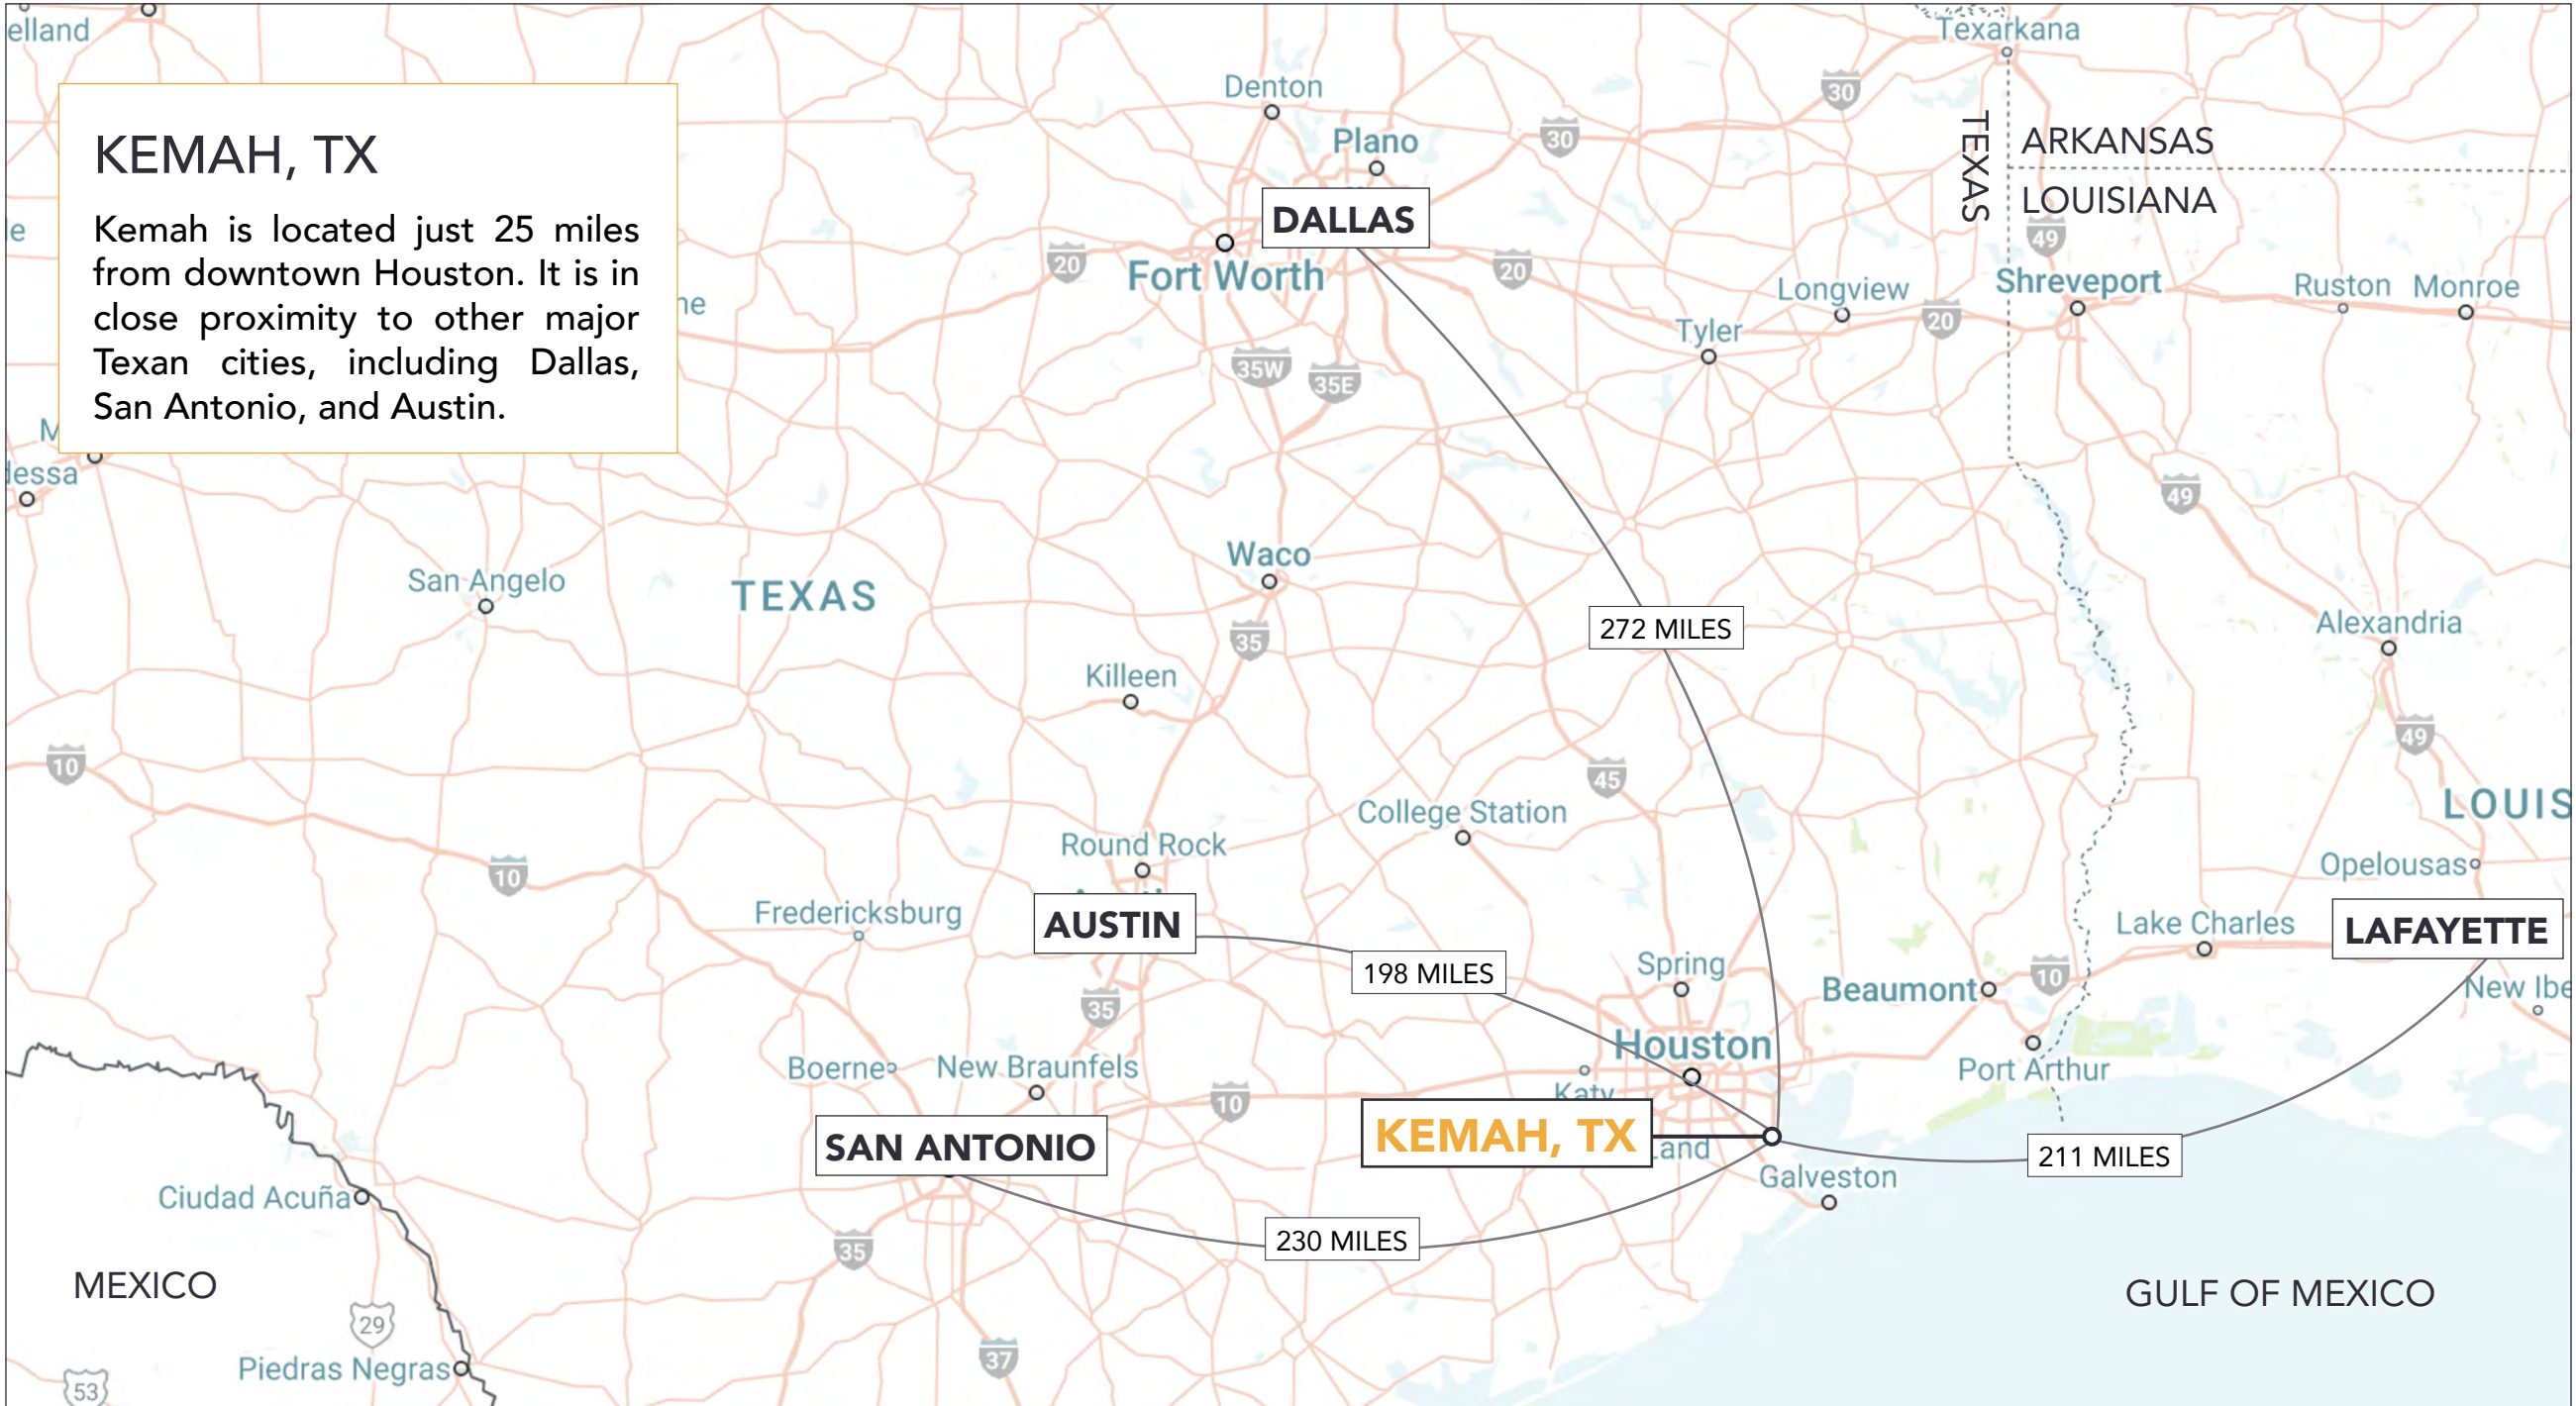 elland
Texarkana
Denton
30
Plano
30
TEXAS
ARKANSAS
LOUISIANA
KEMAH, TX
Kemah is located just 25 miles
from downtown Houston. It is in
close proximity to other major
Texan cities, including Dallas,
San Antonio, and Austin.
DALLAS
49
20
Fort Worth
20
Longview
20
Shreveport
Ruston
Monroe
Tyler
35W
35E
dessa
49
Waco
San Angelo
TEXAS
272 MILES
35
Alexandria
Killeen
49
10
45
LOUIS
College Station
Round Rock
10
Opelousas
Fredericksburg
AUSTIN
Lake Charles
LAFAYETTE
198 MILES
Spring
Beaumont
10
New Ibe
35
Houston
Boerne
New Braunfels
Port Arthur
Katy
10
SAN ANTONIO
KEMAH, TX
Land
211 MILES
Galveston
Ciudad Acuña
35
230 MILES
MEXICO
GULF OF MEXICO
29
37
Piedras Negras
53